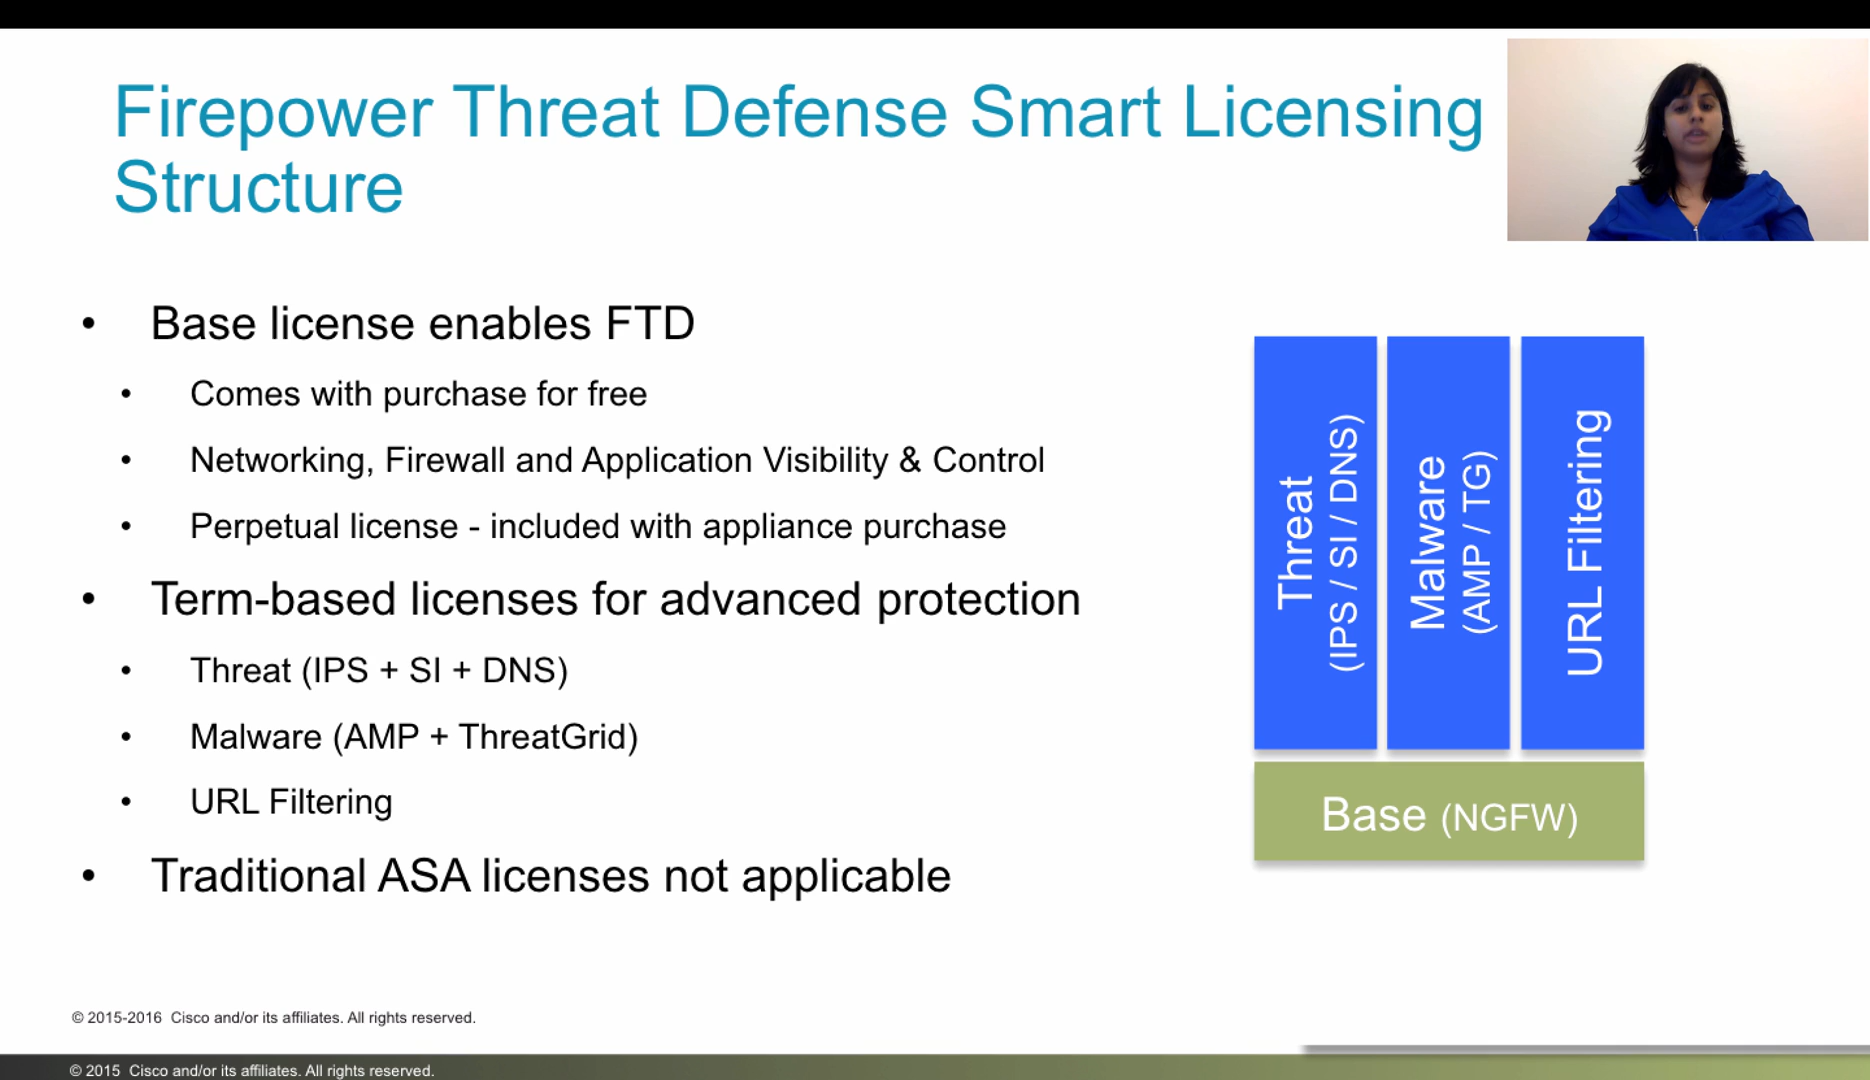 Firepower Threat Defense Smart Licensing
Structure
• Base license enables FTD
• Comes with purchase for free
• Networking, Firewall and Application Visibility & Control
• Perpetual license - included with appliance purchase
• Term-based licenses for advanced protection
• Threat (IPS + SI + DNS)
• Malware (AMP + ThreatGrid)
• URL Filtering
• Traditional ASA licenses not applicable
Threat
(IPS / SI / DNS)
Malware
(AMP / TG)
URL Filtering
Base (NGFW)
© 2015-2016 Cisco and/or its affiliates. All rights reserved.
© 2015 Cisco and/or its affiliates. All rights reserved.